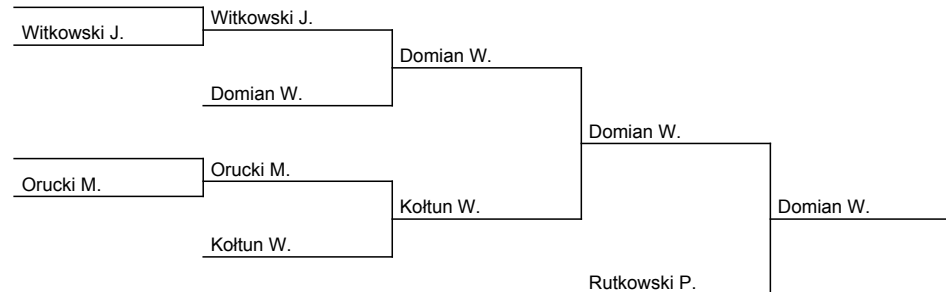 Witkowski J.
Witkowski J.
Domian W.
Domian W.
Domian W.
Orucki M.
Orucki M.
Kołtun W.
Domian W.
Kołtun W.
Rutkowski P.